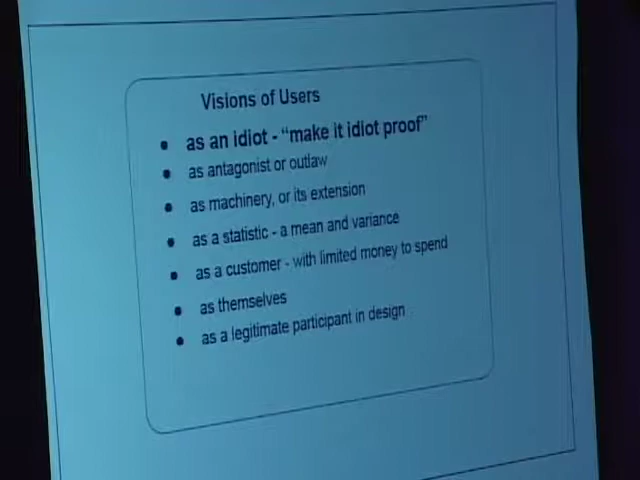 Visions of Users
• as an idiot - “make it idiot proof”
• as antagonist or outlaw
• as machinery, or its extension
• as a statistic - a mean and variance
• as a customer - with limited money to spend
• as themselves
• as a legitimate participant in design